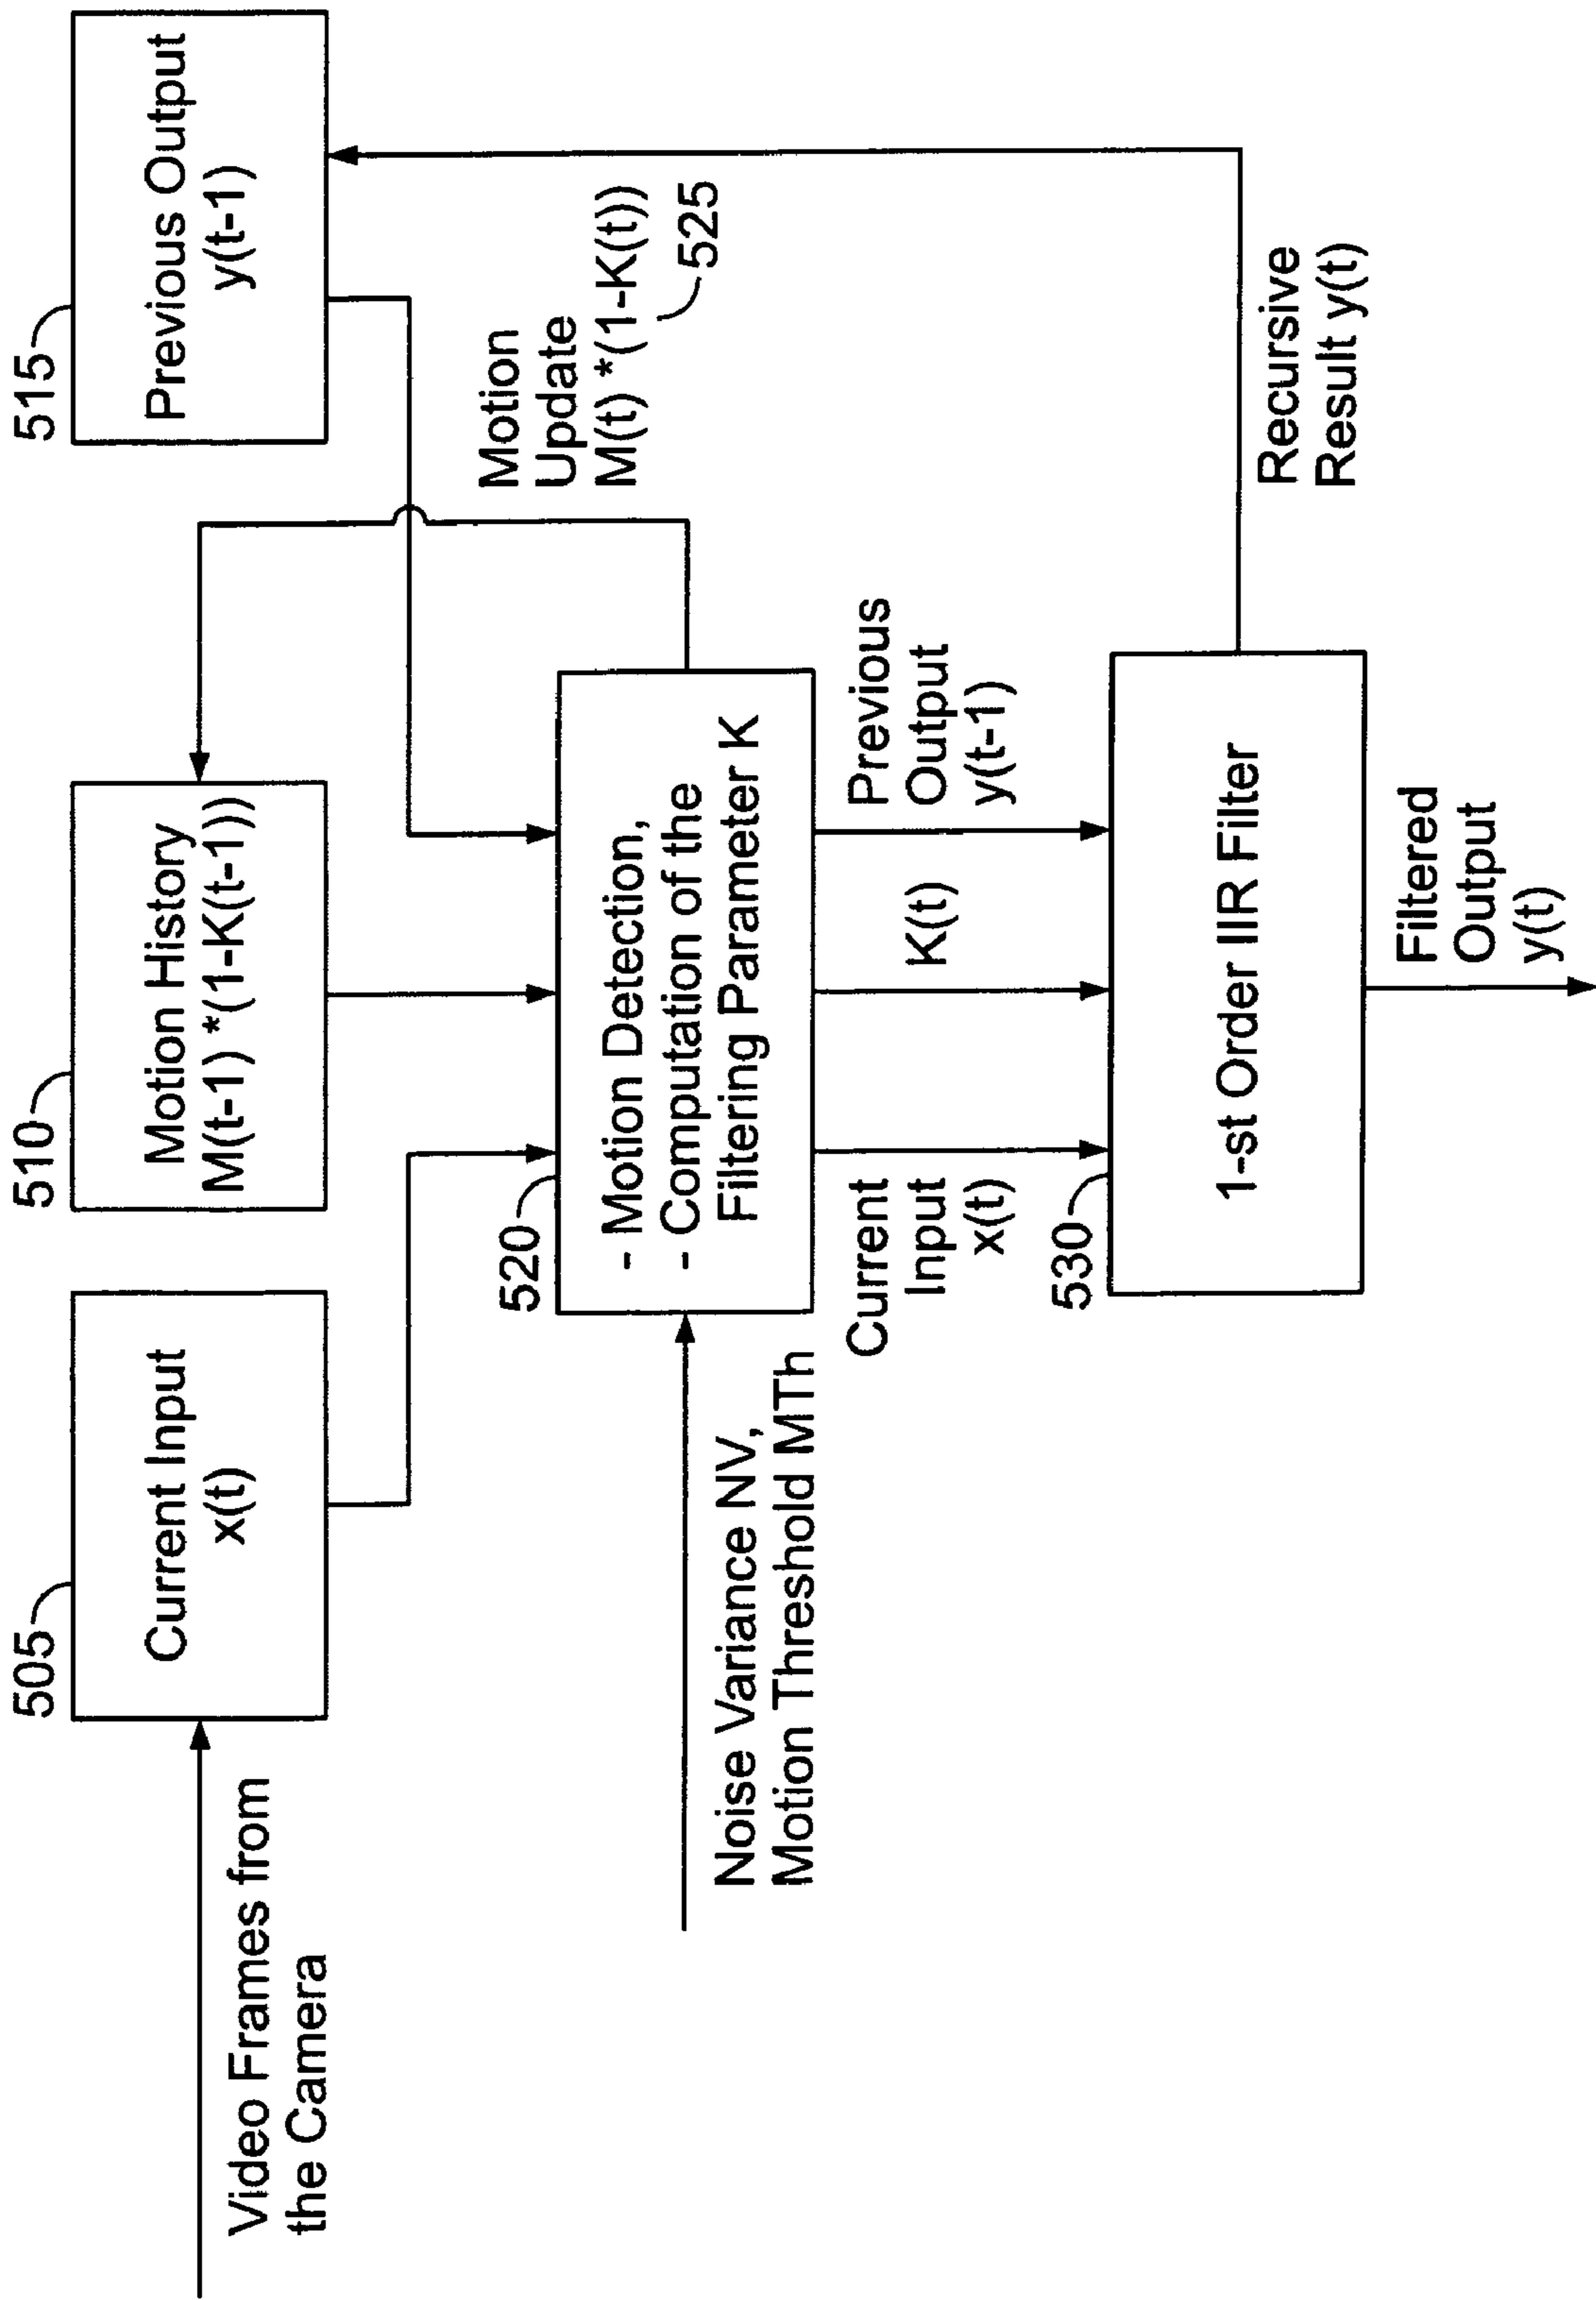 505
510
515
Current Input
x(t)
Motion History
M(t-1) *(1-K(t-1))
Previous Output
y(t-1)
Video Frames from
the Camera
Motion
Update
M(t) *(1-K(t))
525
520
- Motion Detection,
- Computation of the
Filtering Parameter K
Noise Variance NV,
Motion Threshold MTh
Current
Input
x(t)
K(t)
Previous
Output
y(t-1)
530
1-st Order IIR Filter
Recursive
Result y(t)
Filtered
Output
y(t)